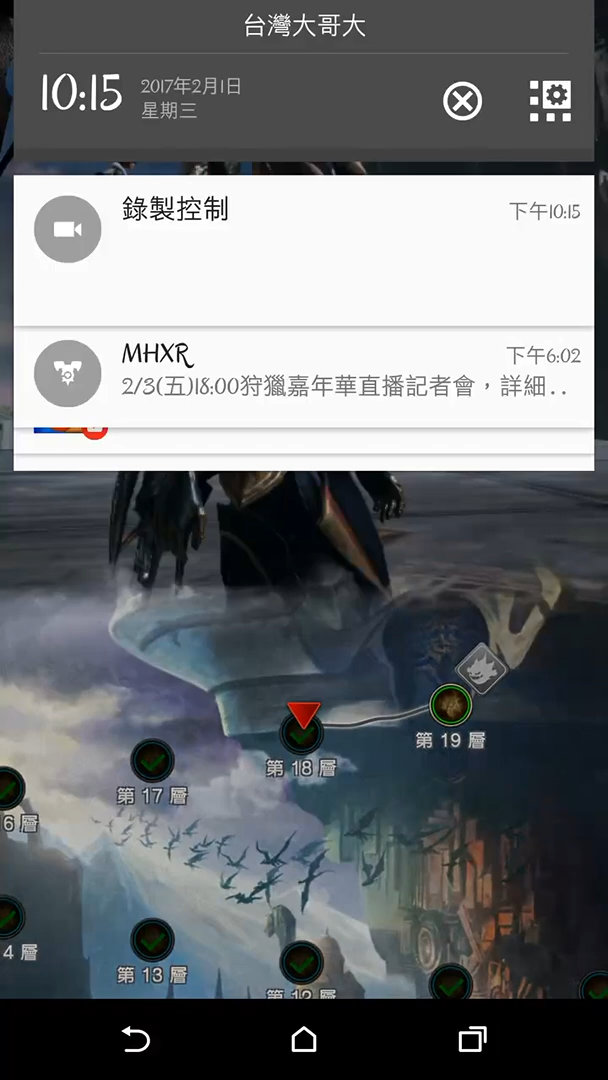 台灣大哥大
10:15
2017年2月1日
星期三
錄製控制
下午10:15
MHXR
下午6:02
2/3(五)18:00狩獵嘉年華直播記者會，詳細..
第 19 層
第 18 層
第 17 層
6 層
4 層
第 13 層
第 12 層